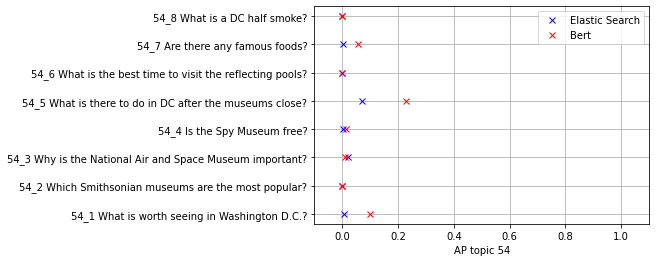 54_8 What is a DC half smoke?
54_7 Are there any famous foods?
54_6 What is the best time to visit the reflecting pools?
54_5 What is there to do in DC after the museums close?
54_4 Is the Spy Museum free?
54_3 Why is the National Air and Space Museum important?
54_2 Which Smithsonian museums are the most popular?
54_1 What is worth seeing in Washington D.C.?
Elastic Search
Bert
0.0 0.2 0.4 0.6 0.8 1.0
AP topic 54